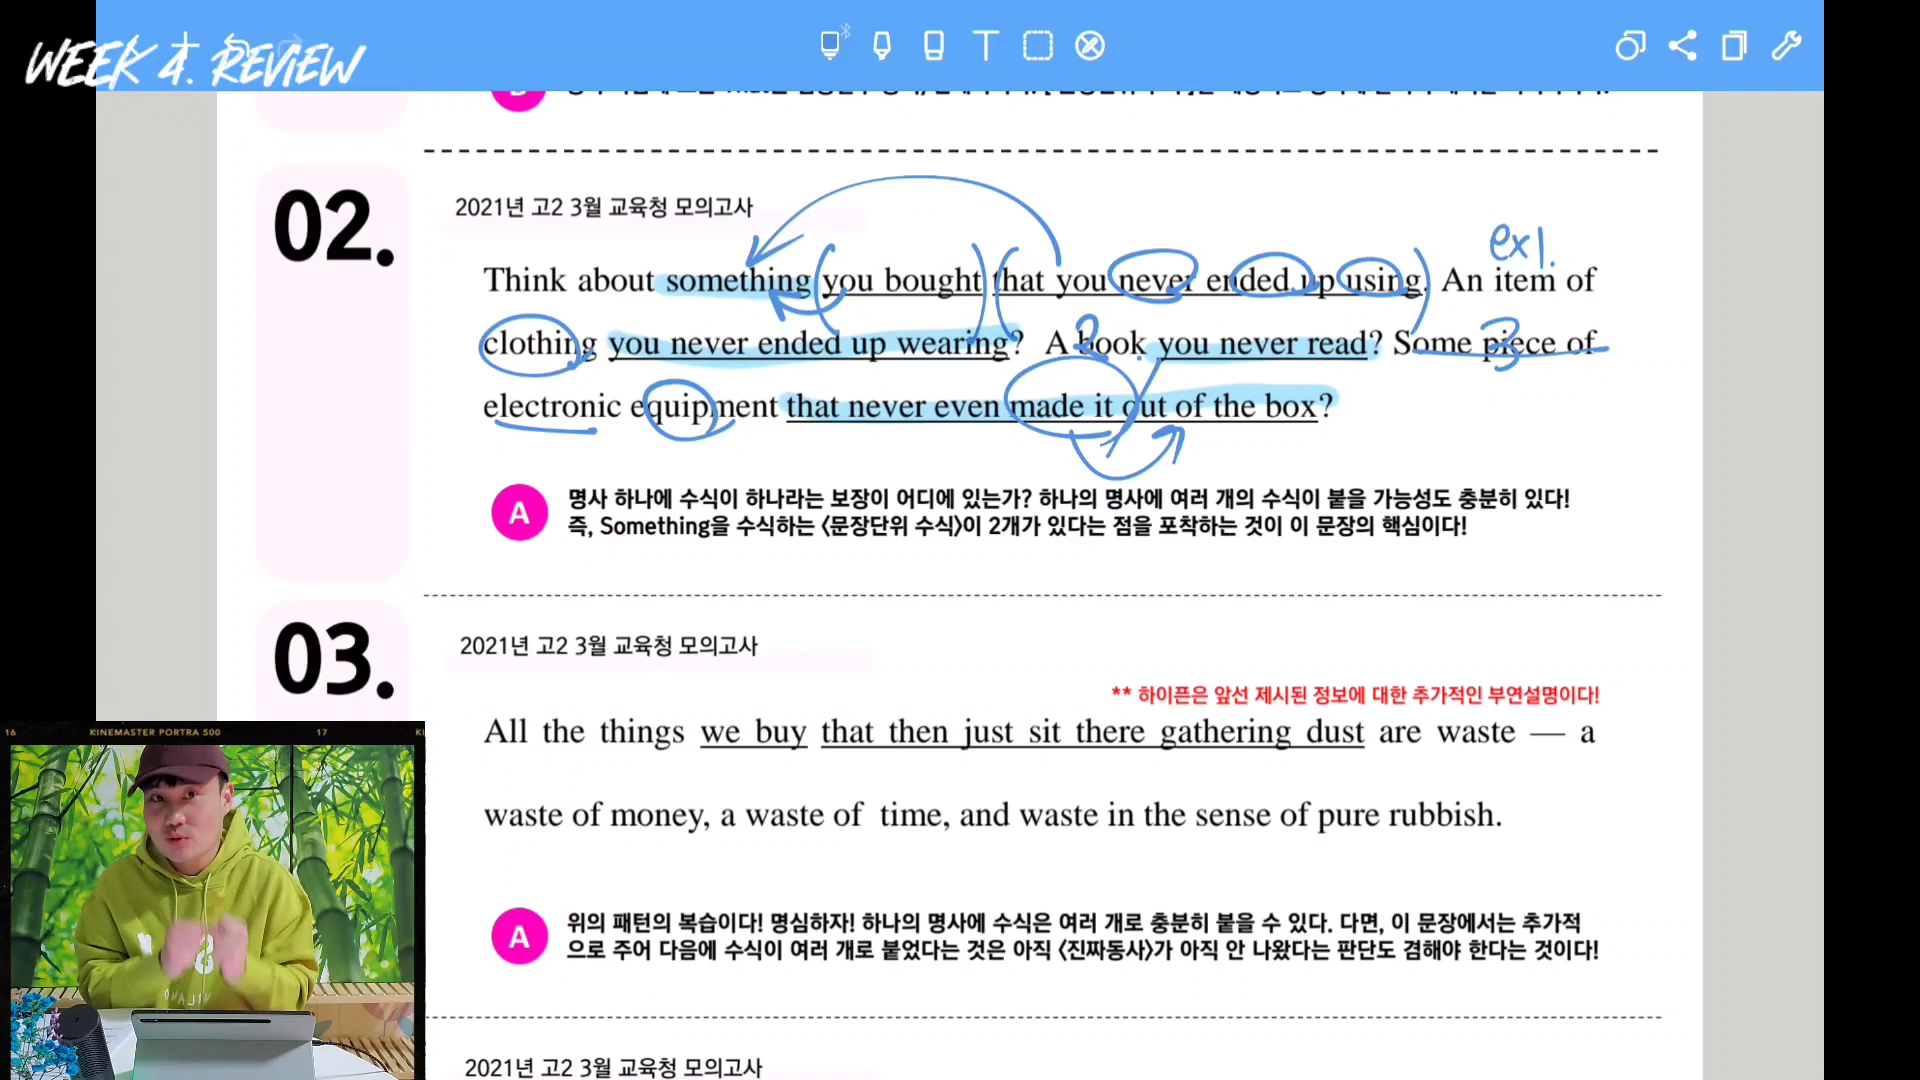 WEEK 4. REVIEW
02.
2021년 고2 3월 교육청 모의고사
ex1.
Think about something you bought that you never ended up using. An item of
clothing you never ended up wearing? A book you never read? Some piece of
2
3
electronic equipment that never even made it out of the box?
A
명사 하나에 수식이 하나라는 보장이 어디에 있는가? 하나의 명사에 여러 개의 수식이 붙을 가능성도 충분히 있다!
즉, Something을 수식하는 〈문장단위 수식〉이 2개가 있다는 점을 포착하는 것이 이 문장의 핵심이다!
03.
2021년 고2 3월 교육청 모의고사
** 하이픈은 앞선 제시된 정보에 대한 추가적인 부연설명이다!
All the things we buy that then just sit there gathering dust are waste — a
waste of money, a waste of time, and waste in the sense of pure rubbish.
A
위의 패턴의 복습이다! 명심하자! 하나의 명사에 수식은 여러 개로 충분히 붙을 수 있다. 다면, 이 문장에서는 추가적
으로 주어 다음에 수식이 여러 개로 붙었다는 것은 아직 〈진짜동사〉가 아직 안 나왔다는 판단도 겸해야 한다는 것이다!
16 KINEMASTER PORTRA 500 17 KI
2021년 고2 3월 교육청 모의고사